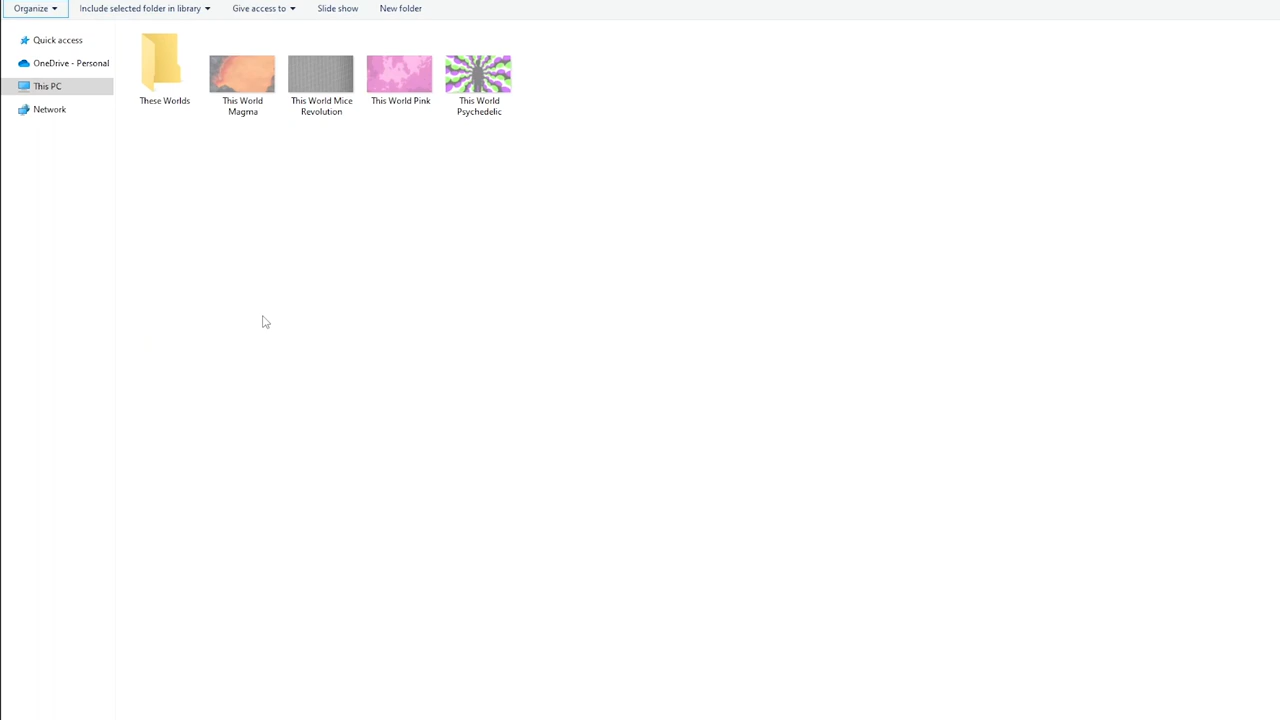 Organize
Include selected folder in library
Give access to
Slide show
New folder
Quick access
OneDrive - Personal
This PC
Network
These Worlds
This World
Magma
This World Mice
Revolution
This World Pink
This World
Psychedelic